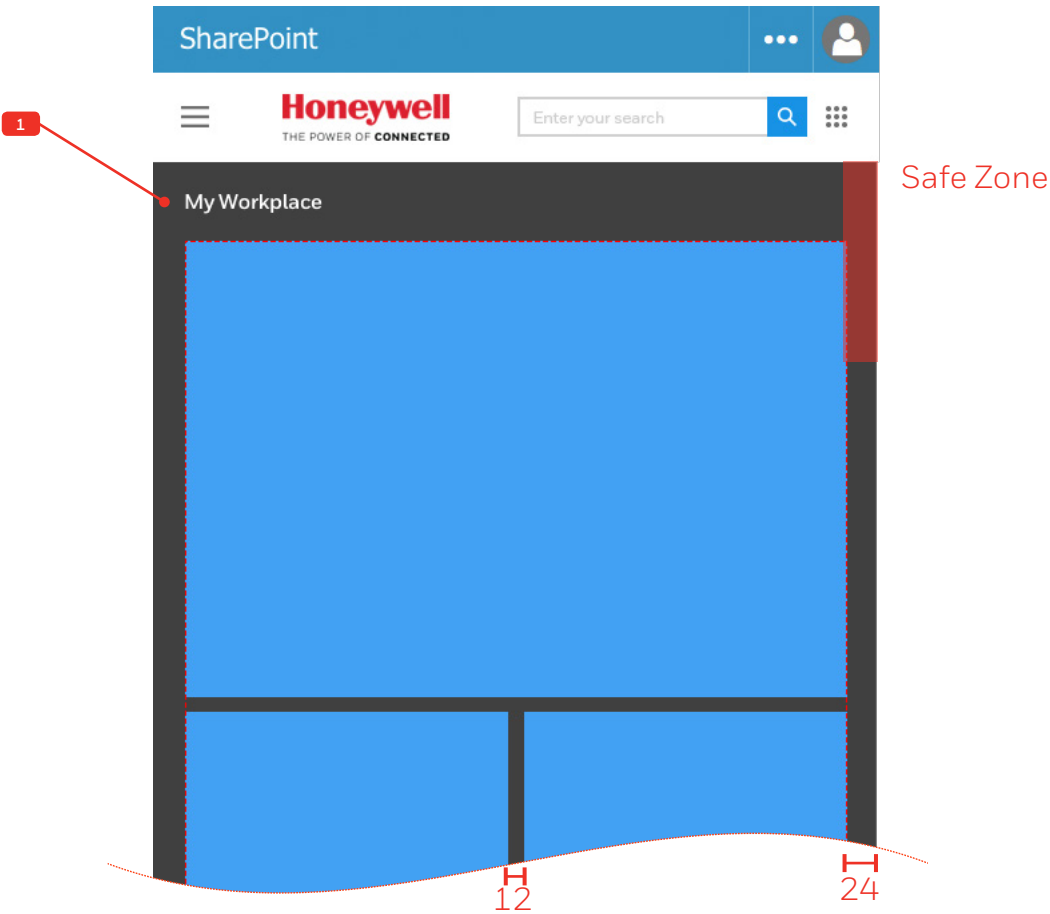 SharePoint
Honeywell
THE POWER OF CONNECTED
Enter your search
1
Safe Zone
My Workplace
12
24